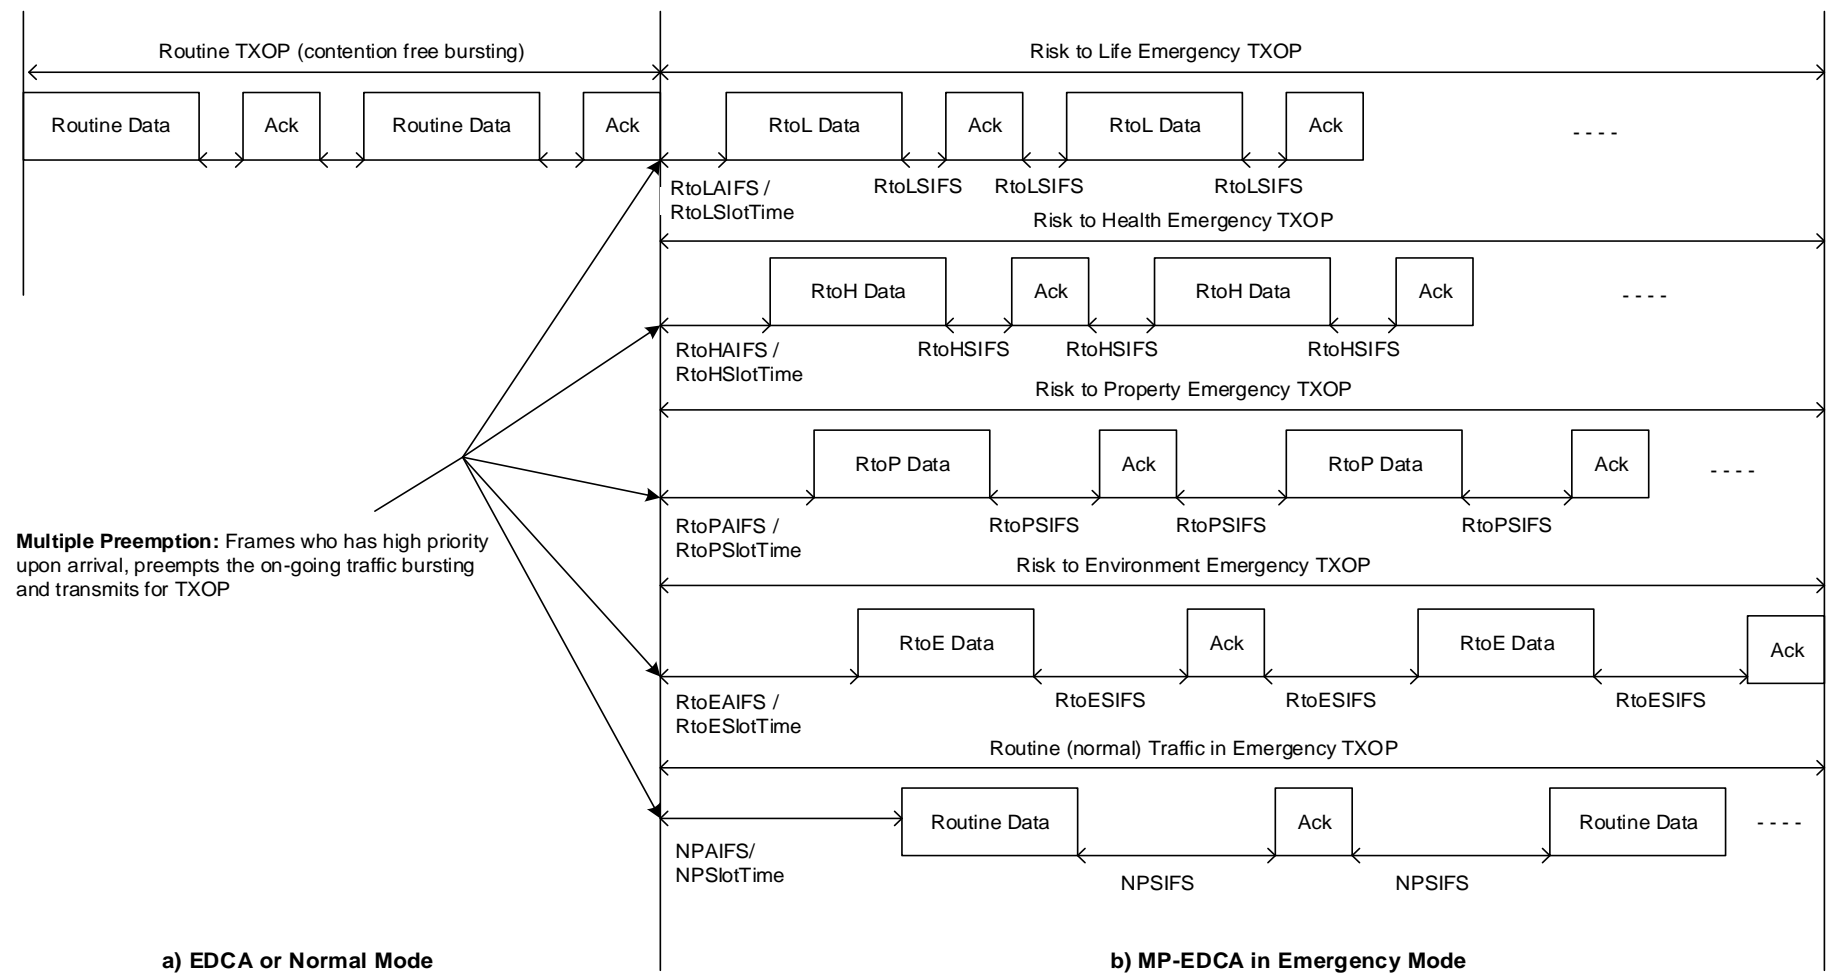 Routine TXOP (contention free bursting)
Risk to Life Emergency TXOP
Routine Data
Ack
Routine Data
Ack
RtoL Data
Ack
RtoL Data
Ack
- - - -
RtoLAIFS /
RtoLSlotTime
RtoLSIFS
RtoLSIFS
RtoLSIFS
Risk to Health Emergency TXOP
RtoH Data
Ack
RtoH Data
Ack
- - - -
RtoHAIFS /
RtoHSlotTime
RtoHSIFS
RtoHSIFS
RtoHSIFS
Risk to Property Emergency TXOP
RtoP Data
Ack
RtoP Data
Ack
- - - -
RtoPAIFS /
RtoPSlotTime
RtoPSIFS
RtoPSIFS
RtoPSIFS
Multiple Preemption: Frames who has high priority
upon arrival, preempts the on-going traffic bursting
and transmits for TXOP
Risk to Environment Emergency TXOP
RtoE Data
Ack
RtoE Data
Ack
RtoEAIFS /
RtoESlotTime
RtoESIFS
RtoESIFS
RtoESIFS
Routine (normal) Traffic in Emergency TXOP
Routine Data
Ack
Routine Data
- - - -
NPAIFS/
NPSlotTime
NPSIFS
NPSIFS
a) EDCA or Normal Mode
b) MP-EDCA in Emergency Mode